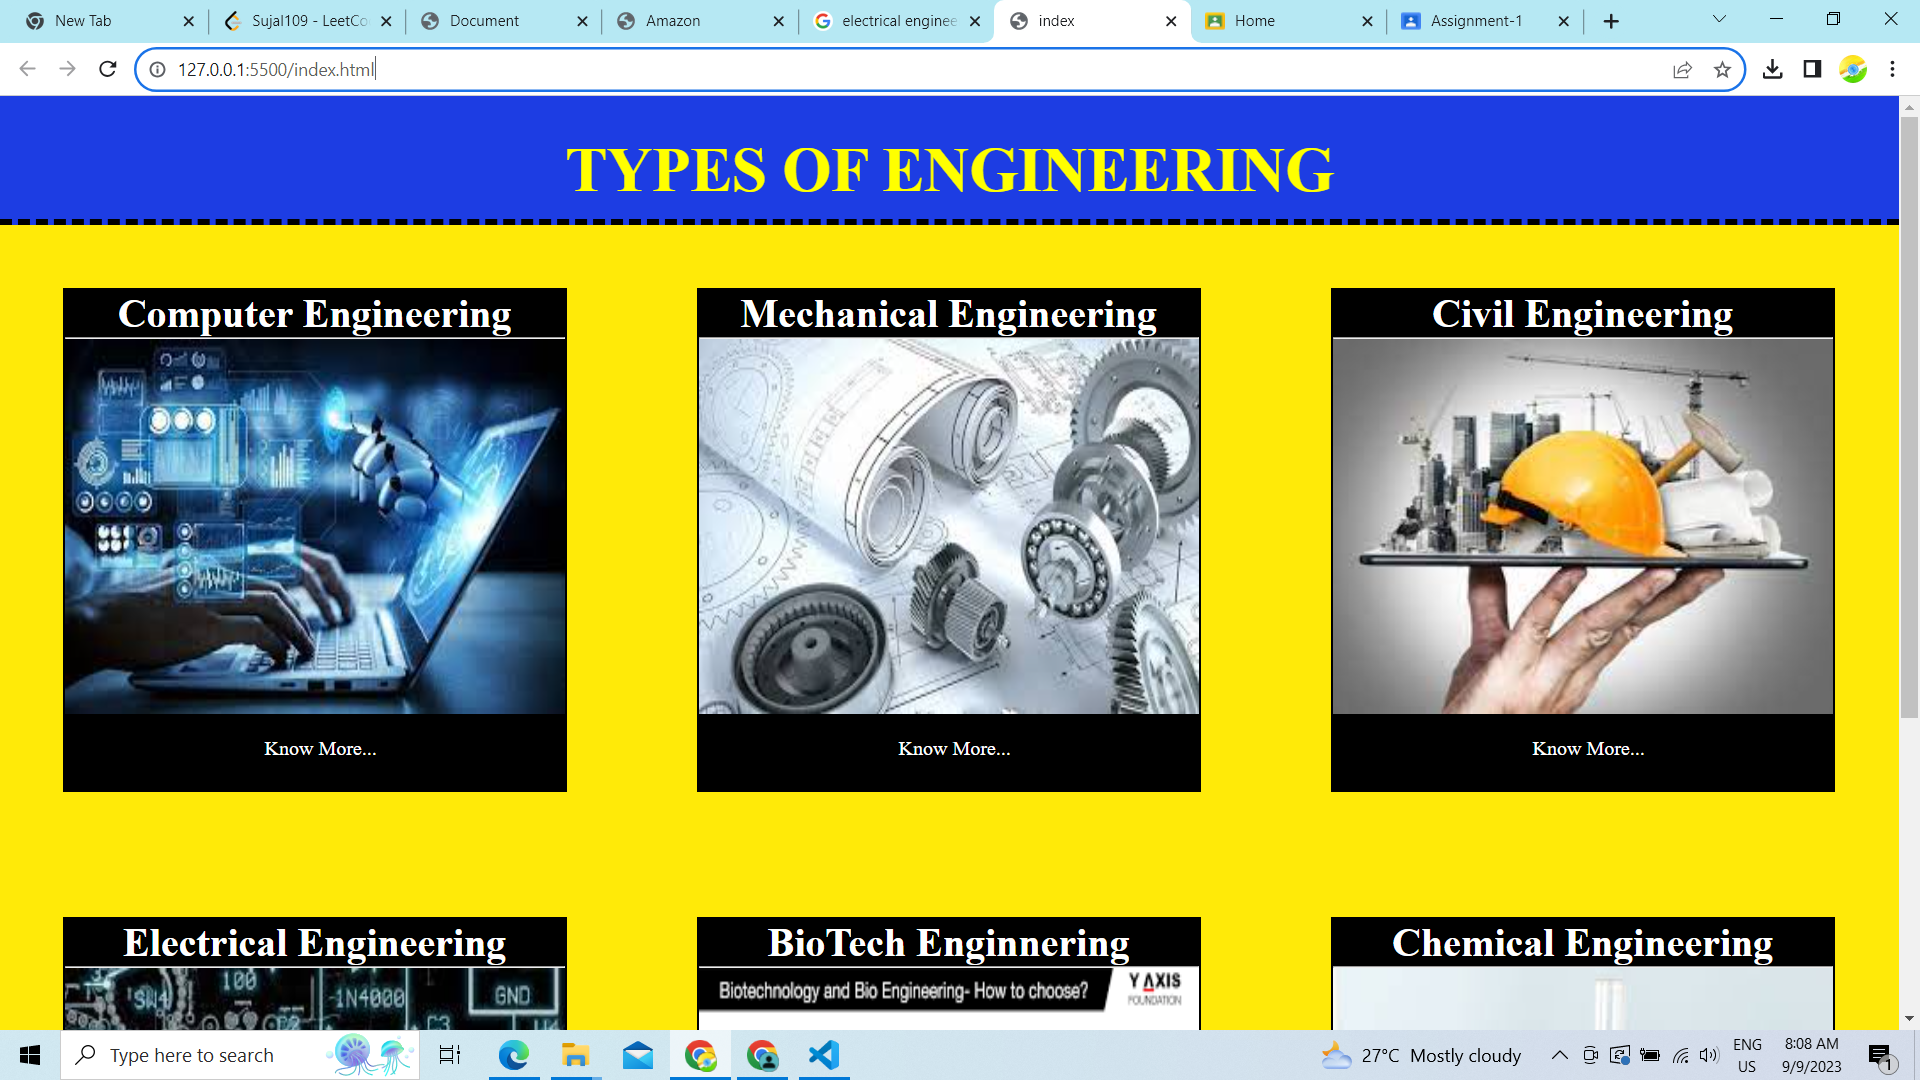 New Tab
Sujal109 - LeetCo
Document
Amazon
electrical enginee
index
Home
Assignment-1
127.0.0.1:5500/index.html
TYPES OF ENGINEERING
Computer Engineering
Mechanical Engineering
Civil Engineering
Know More...
Know More...
Know More...
Electrical Engineering
BioTech Enginnering
Chemical Engineering
100
SW4
1N4000
GND
Biotechnology and Bio Engineering- How to choose?
Y AXIS
FOUNDATION
Type here to search
27°C Mostly cloudy
ENG
US
8:08 AM
9/9/2023
1